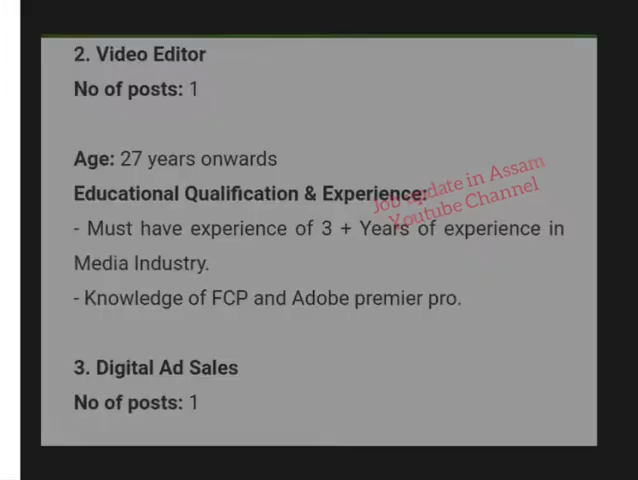 2. Video Editor
No of posts: 1
Age: 27 years onwards
Educational Qualification & Experience:
Job Update in Assam
Youtube Channel
- Must have experience of 3 + Years of experience in
Media Industry.
- Knowledge of FCP and Adobe premier pro.
3. Digital Ad Sales
No of posts: 1